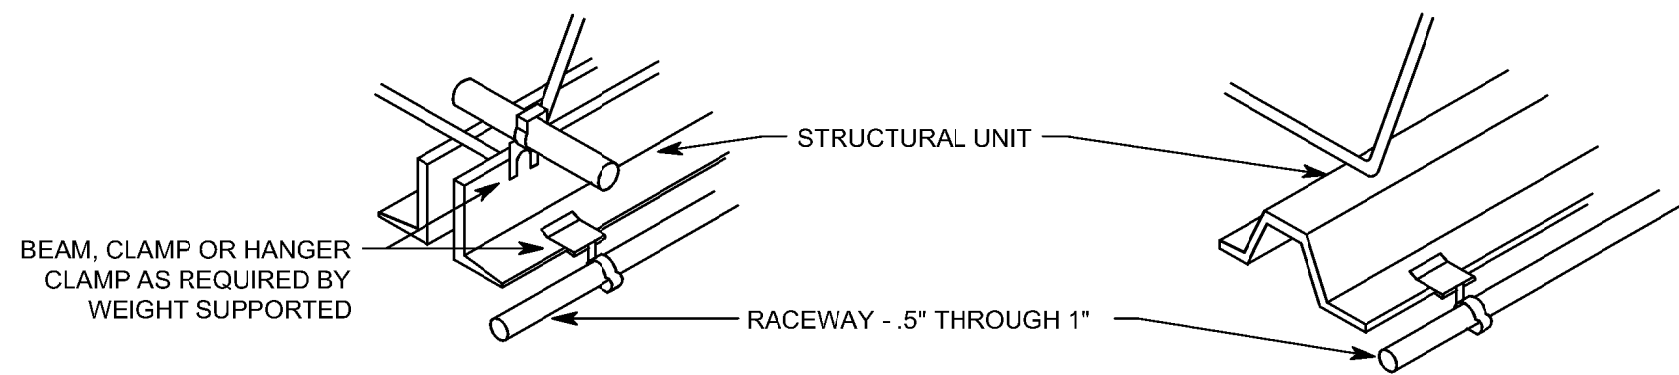 STRUCTURAL UNIT
BEAM, CLAMP OR HANGER
CLAMP AS REQUIRED BY
WEIGHT SUPPORTED
RACEWAY - .5" THROUGH 1"